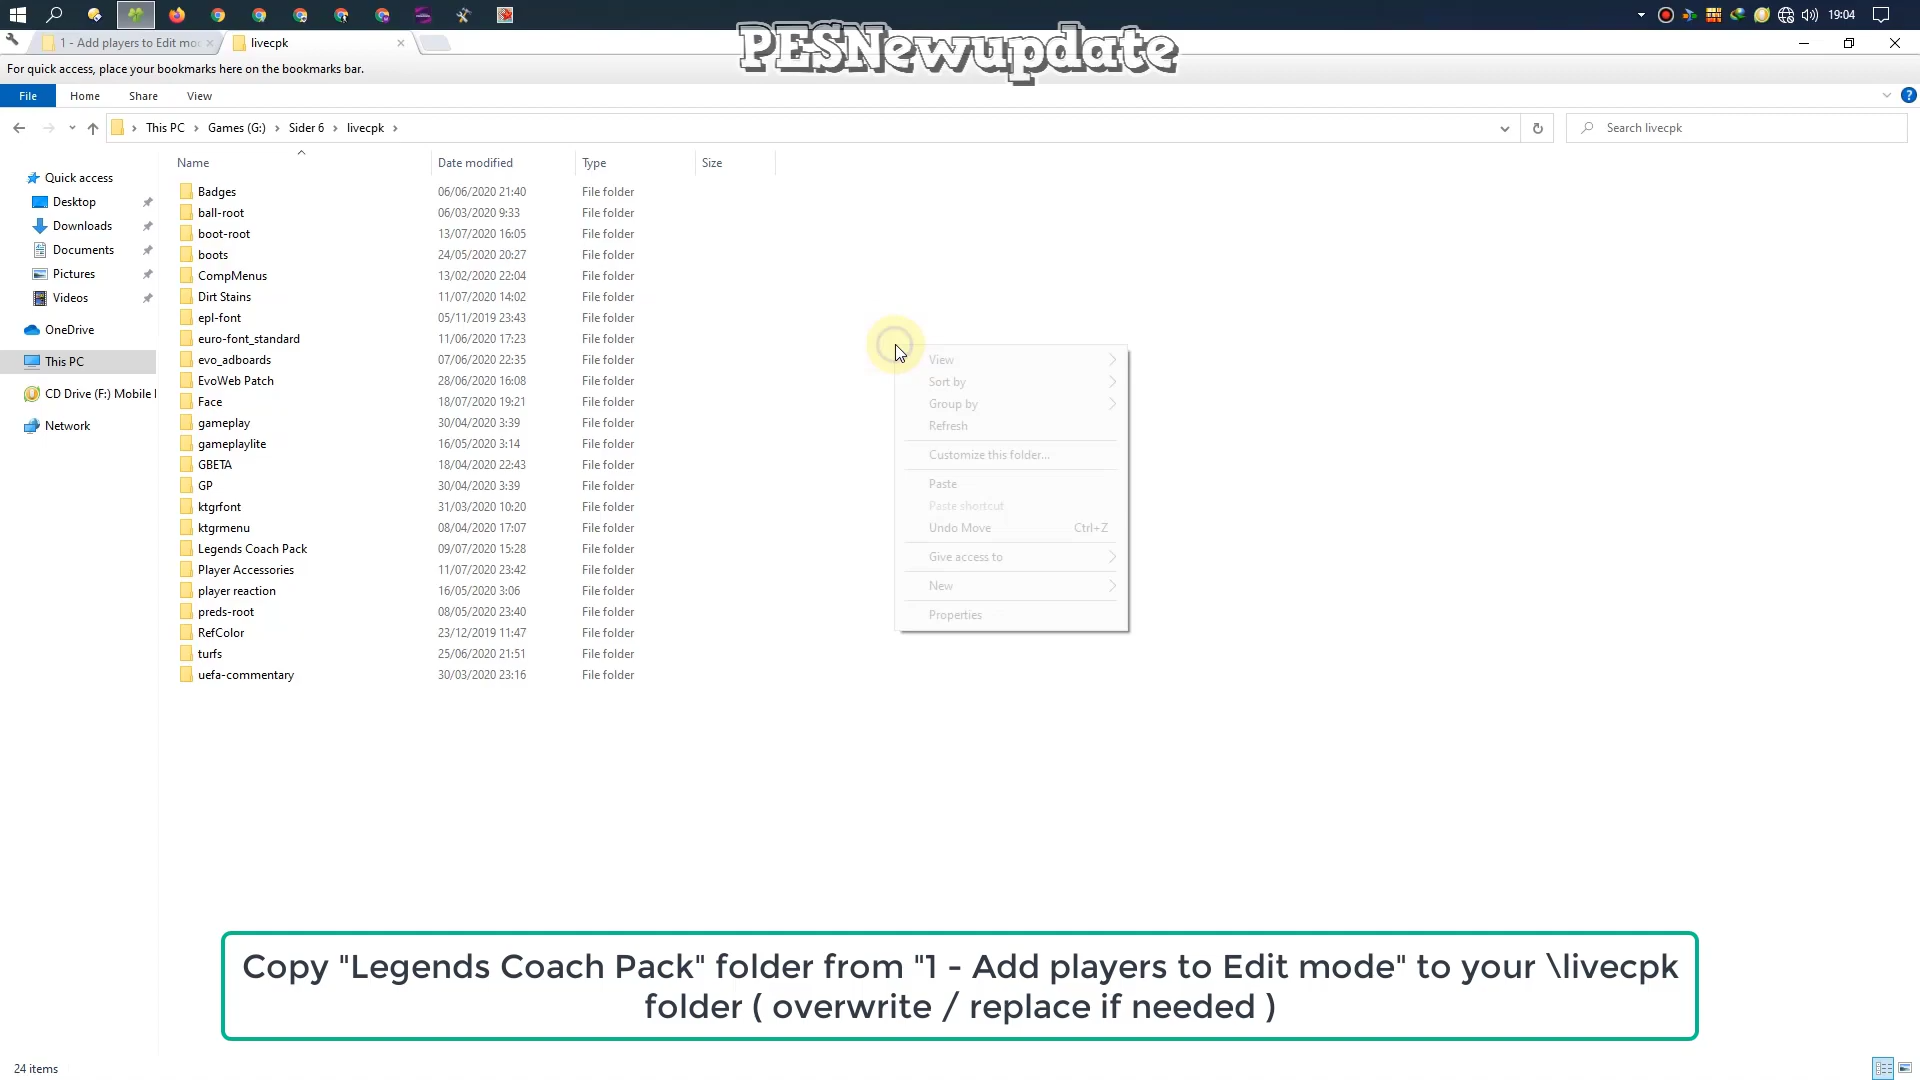 19:04
1 - Add players to Edit mo
livecpk
PESNewupdate
For quick access, place your bookmarks here on the bookmarks bar.
File
Home
Share
View
This PC
Games (G:)
Sider 6
livecpk
Search livecpk
Name
Date modified
Type
Size
Quick access
Desktop
Downloads
Documents
Pictures
Videos
OneDrive
This PC
CD Drive (F:) Mobile
Network
Badges 06/06/2020 21:40 File folder
ball-root 06/03/2020 9:33 File folder
boot-root 13/07/2020 16:05 File folder
boots 24/05/2020 20:27 File folder
CompMenus 13/02/2020 22:04 File folder
Dirt Stains 11/07/2020 14:02 File folder
epl-font 05/11/2019 23:43 File folder
euro-font_standard 11/06/2020 17:23 File folder
evo_adboards 07/06/2020 22:35 File folder
EvoWeb Patch 28/06/2020 16:08 File folder
Face 18/07/2020 19:21 File folder
gameplay 30/04/2020 3:39 File folder
gameplaylite 16/05/2020 3:14 File folder
GBETA 18/04/2020 22:43 File folder
GP 30/04/2020 3:39 File folder
ktgrfont 31/03/2020 10:20 File folder
ktgrmenu 08/04/2020 17:07 File folder
Legends Coach Pack 09/07/2020 15:28 File folder
Player Accessories 11/07/2020 23:42 File folder
player reaction 16/05/2020 3:06 File folder
preds-root 08/05/2020 23:40 File folder
RefColor 23/12/2019 11:47 File folder
turfs 25/06/2020 21:51 File folder
uefa-commentary 30/03/2020 23:16 File folder
View
Sort by
Group by
Refresh
Customize this folder...
Paste
Paste shortcut
Undo Move Ctrl+Z
Give access to
New
Properties
Copy "Legends Coach Pack" folder from "1 - Add players to Edit mode" to your \livecpk
folder ( overwrite / replace if needed )
24 items